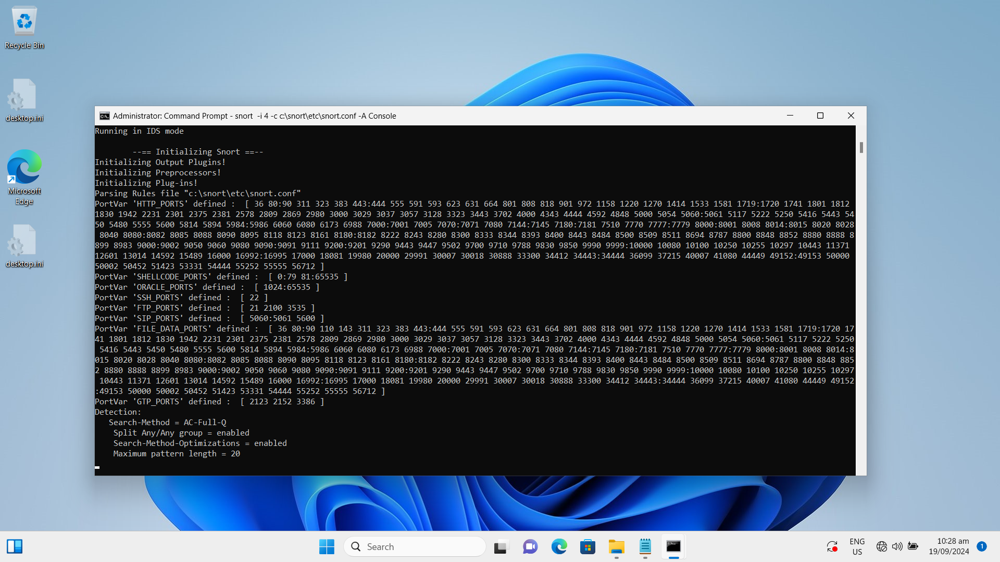 Recycle Bin
desktop.ini
Microsoft
Edge
desktop.ini
Administrator: Command Prompt - snort  -i 4 -c c:\snort\etc\snort.conf -A Console
Running in IDS mode
--== Initializing Snort ==--
Initializing Output Plugins!
Initializing Preprocessors!
Initializing Plug-ins!
Parsing Rules file "c:\snort\etc\snort.conf"
PortVar 'HTTP_PORTS' defined :  [ 36 80:90 311 323 383 443:444 555 591 593 623 631 664 801 808 818 901 972 1158 1220 1270 1414 1533 1581 1719:1720 1741 1801 1812
1830 1942 2231 2301 2375 2381 2578 2809 2869 2980 3000 3029 3037 3057 3128 3323 3443 3702 4000 4343 4444 4592 4848 5000 5054 5060:5061 5117 5222 5250 5416 5443 54
50 5480 5555 5600 5814 5894 5984:5986 6060 6080 6173 6988 7000:7001 7005 7070:7071 7080 7144:7145 7180:7181 7510 7770 7777:7779 8000:8001 8008 8014:8015 8020 8028
8040 8080:8082 8085 8088 8090 8095 8118 8123 8161 8180:8182 8222 8243 8280 8300 8333 8344 8393 8400 8443 8484 8500 8509 8511 8694 8787 8800 8848 8852 8880 8888 8
899 8983 9000:9002 9050 9060 9080 9090:9091 9111 9200:9201 9290 9443 9447 9502 9700 9710 9788 9830 9850 9990 9999:10000 10080 10100 10250 10255 10297 10443 11371
12601 13014 14592 15489 16000 16992:16995 17000 18081 19980 20000 29991 30007 30018 30888 33300 34412 34443:34444 36099 37215 40007 41080 44449 49152:49153 50000
50002 50452 51423 53331 54444 55252 55555 56712 ]
PortVar 'SHELLCODE_PORTS' defined :  [ 0:79 81:65535 ]
PortVar 'ORACLE_PORTS' defined :  [ 1024:65535 ]
PortVar 'SSH_PORTS' defined :  [ 22 ]
PortVar 'FTP_PORTS' defined :  [ 21 2100 3535 ]
PortVar 'SIP_PORTS' defined :  [ 5060:5061 5600 ]
PortVar 'FILE_DATA_PORTS' defined :  [ 36 80:90 110 143 311 323 383 443:444 555 591 593 623 631 664 801 808 818 901 972 1158 1220 1270 1414 1533 1581 1719:1720 17
41 1801 1812 1830 1942 2231 2301 2375 2381 2578 2809 2869 2980 3000 3029 3037 3057 3128 3323 3443 3702 4000 4343 4444 4592 4848 5000 5054 5060:5061 5117 5222 5250
5416 5443 5450 5480 5555 5600 5814 5894 5984:5986 6060 6080 6173 6988 7000:7001 7005 7070:7071 7080 7144:7145 7180:7181 7510 7770 7777:7779 8000:8001 8008 8014:8
015 8020 8028 8040 8080:8082 8085 8088 8090 8095 8118 8123 8161 8180:8182 8222 8243 8280 8300 8333 8344 8393 8400 8443 8484 8500 8509 8511 8694 8787 8800 8848 885
2 8880 8888 8899 8983 9000:9002 9050 9060 9080 9090:9091 9111 9200:9201 9290 9443 9447 9502 9700 9710 9788 9830 9850 9990 9999:10000 10080 10100 10250 10255 10297
10443 11371 12601 13014 14592 15489 16000 16992:16995 17000 18081 19980 20000 29991 30007 30018 30888 33300 34412 34443:34444 36099 37215 40007 41080 44449 49152
:49153 50000 50002 50452 51423 53331 54444 55252 55555 56712 ]
PortVar 'GTP_PORTS' defined :  [ 2123 2152 3386 ]
Detection:
Search-Method = AC-Full-Q
Split Any/Any group = enabled
Search-Method-Optimizations = enabled
Maximum pattern length = 20
Search
ENG
US
10:28 am
19/09/2024
1